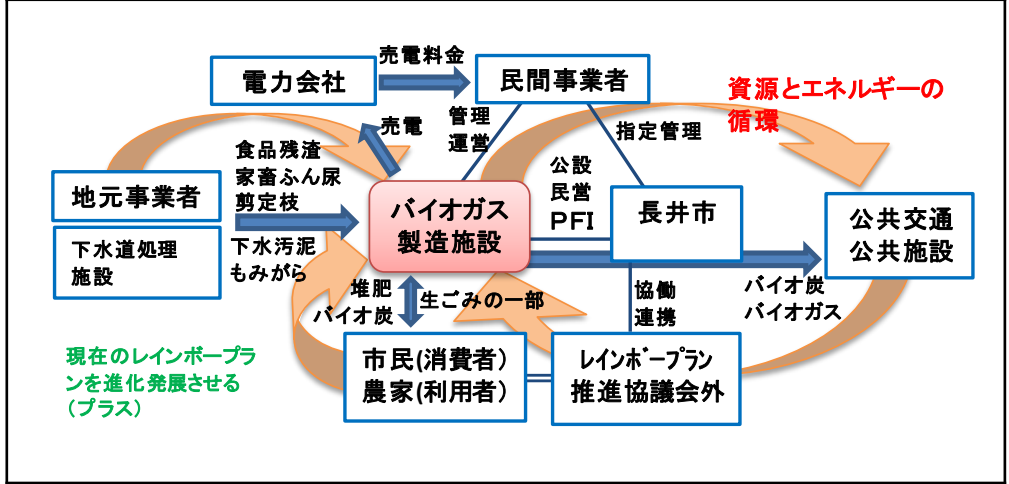 売電料金
電力会社
民間事業者
資源とエネルギーの
循環
管理
運営
売電
指定管理
食品残渣
家畜ふん尿
剪定枝
公設
民営
PFI
地元事業者
バイオガス
製造施設
長井市
公共交通
公共施設
下水道処理
施設
下水汚泥
もみがら
堆肥
バイオ炭
生ごみの一部
協働
連携
バイオ炭
バイオガス
現在のレインボープラ
ンを進化発展させる
（プラス）
市民(消費者)
農家(利用者)
ﾚｲﾝﾎﾞｰプラン
推進協議会外